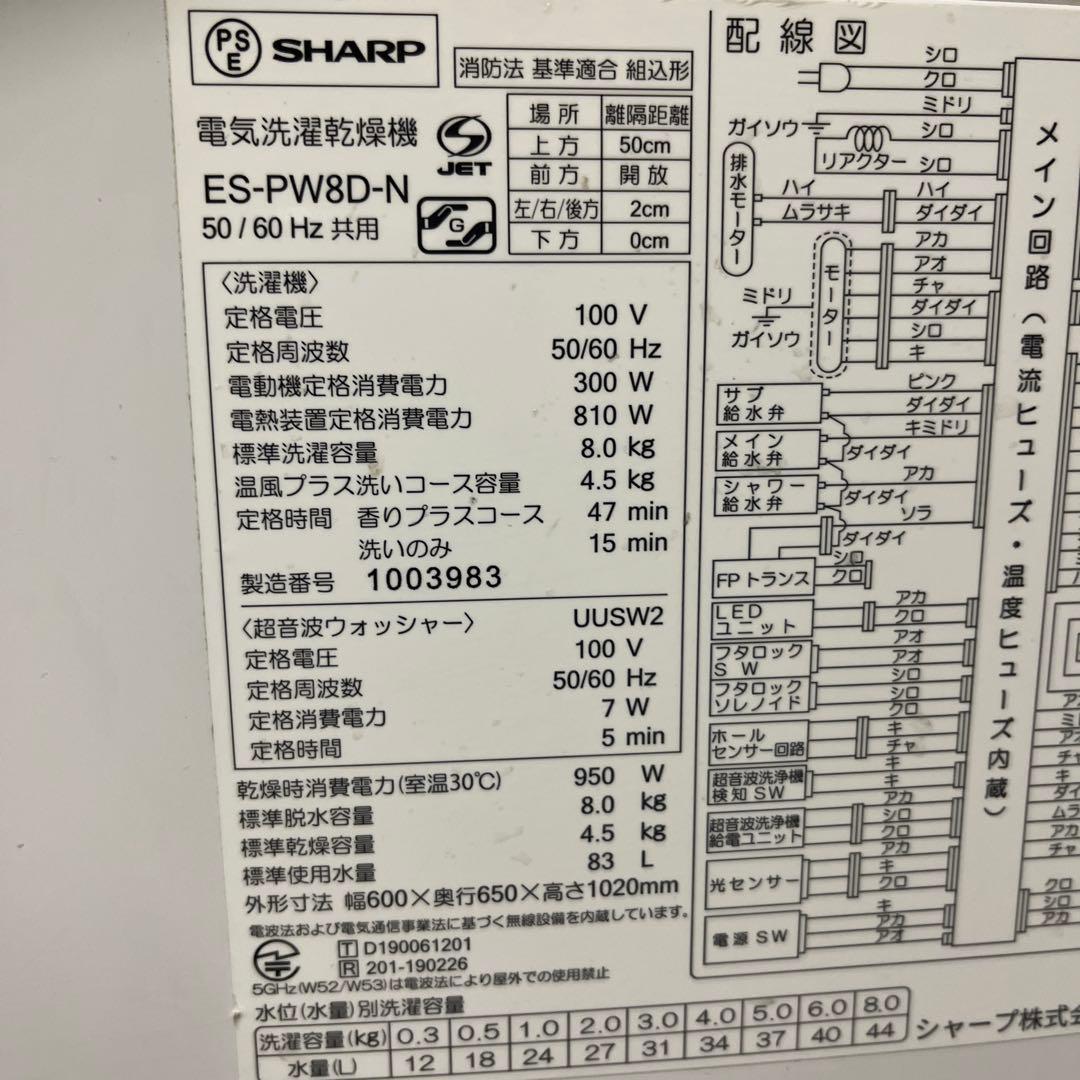 PSE SHARP
消防法 基準適合 組込形
電気洗濯乾燥機
JET
ES-PW8D-N
50 / 60 Hz 共用
G
場所 離隔距離
上方 50cm
前方 開放
左/右/後方 2cm
下方 0cm
〈洗濯機〉
定格電圧 100 V
定格周波数 50/60 Hz
電動機定格消費電力 300 W
電熱装置定格消費電力 810 W
標準洗濯容量 8.0 kg
温風プラス洗いコース容量 4.5 kg
定格時間 香りプラスコース 47 min
洗いのみ 15 min
製造番号 1003983
〈超音波ウォッシャー〉 UUSW2
定格電圧 100 V
定格周波数 50/60 Hz
定格消費電力 7 W
定格時間 5 min
乾燥時消費電力(室温30℃) 950 W
標準脱水容量 8.0 kg
標準乾燥容量 4.5 kg
標準使用水量 83 L
外形寸法 幅600×奥行650×高さ1020mm
電波法および電気通信事業法に基づく無線設備を内蔵しています。
T D190061201
R 201-190226
5GHz(W52/W53)は電波法により屋外での使用禁止
水位(水量)別洗濯容量
洗濯容量(kg) 0.3 0.5 1.0 2.0 3.0 4.0 5.0 6.0 8.0
水量(L) 12 18 24 27 31 34 37 40 44
シャープ株式会
配線図
シロ
クロ
ミドリ
ガイソウ
シロ
リアクター シロ
排水モーター
ハイ ハイ
ムラサキ ダイダイ
モーター
アカ
アオ
チャ
ミドリ
ダイダイ
ガイソウ
シロ
キ
サブ給水弁
ピンク
ダイダイ
メイン給水弁
キミドリ
ダイダイ
シャワー給水弁
アカ
ダイダイ
ソラ
ダイダイ
FPトランス
シロ
クロ
LEDユニット
アカ
クロ
アオ
フタロックSW
アオ
シロ
フタロックソレノイド
シロ
クロ
ホールセンサー回路
キ
チャ
キ
超音波洗浄機検知SW
キ
アカ
超音波洗浄機給電ユニット
シロ
クロ
アカ
光センサー
キ
クロ
キ
電源SW
アカ
アオ
メイン回路(電流ヒューズ・温度ヒューズ内蔵)
クロ
シロ
アカ